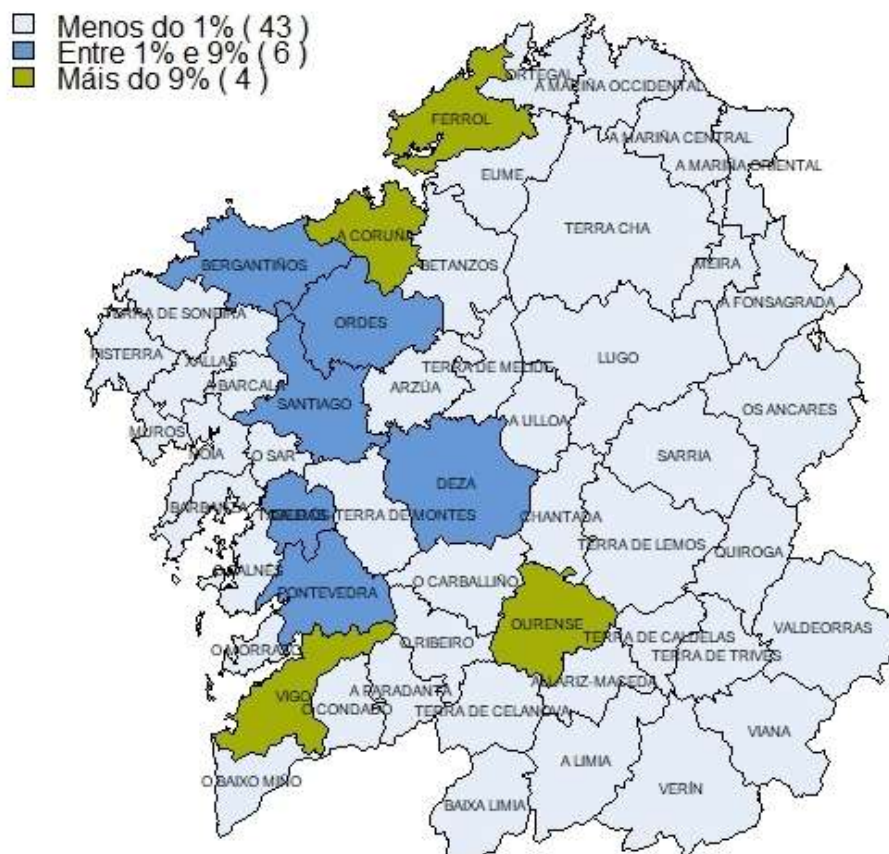 Menos do 1% ( 43 )
Entre 1% e 9% ( 6 )
Máis do 9% ( 4 )
ORTEGAL
A MARIÑA OCCIDENTAL
FERROL
A MARIÑA CENTRAL
A MARIÑA ORIENTAL
EUME
TERRA CHA
A CORUÑA
BERGANTIÑOS
BETANZOS
MEIRA
A FONSAGRADA
TERRA DE SONEIRA
ORDES
FISTERRA
XALLAS
TERRA DE MELIDE
LUGO
A BARCALA
ARZÚA
SANTIAGO
OS ANCARES
A ULLOA
MUROS
NOIA
O SAR
SARRIA
DEZA
BARBANZA
CALDAS
TABEIRÓS-TERRA DE MONTES
CHANTADA
TERRA DE LEMOS
QUIROGA
O SALNÉS
O CARBALLIÑO
PONTEVEDRA
OURENSE
TERRA DE CALDELAS
VALDEORRAS
O MORRAZO
O RIBEIRO
TERRA DE TRIVES
VIGO
A PARADANTA
ALLARIZ-MACEDA
O CONDADO
TERRA DE CELANOVA
VIANA
O BAIXO MIÑO
A LIMIA
VERÍN
BAIXA LIMIA